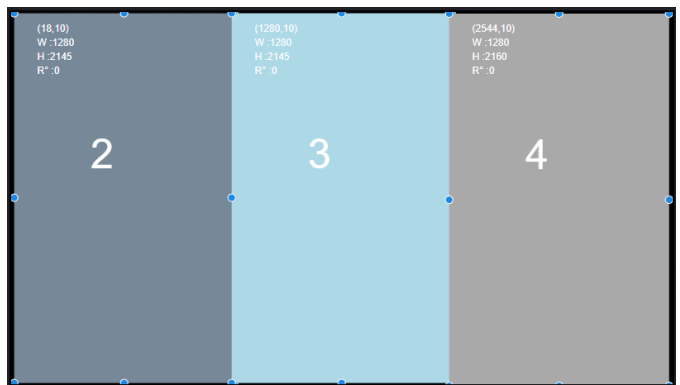 (18,10)
W :1280
H :2145
R° :0
2
(1280,10)
W :1280
H :2145
R° :0
3
(2544,10)
W :1280
H :2160
R° :0
4